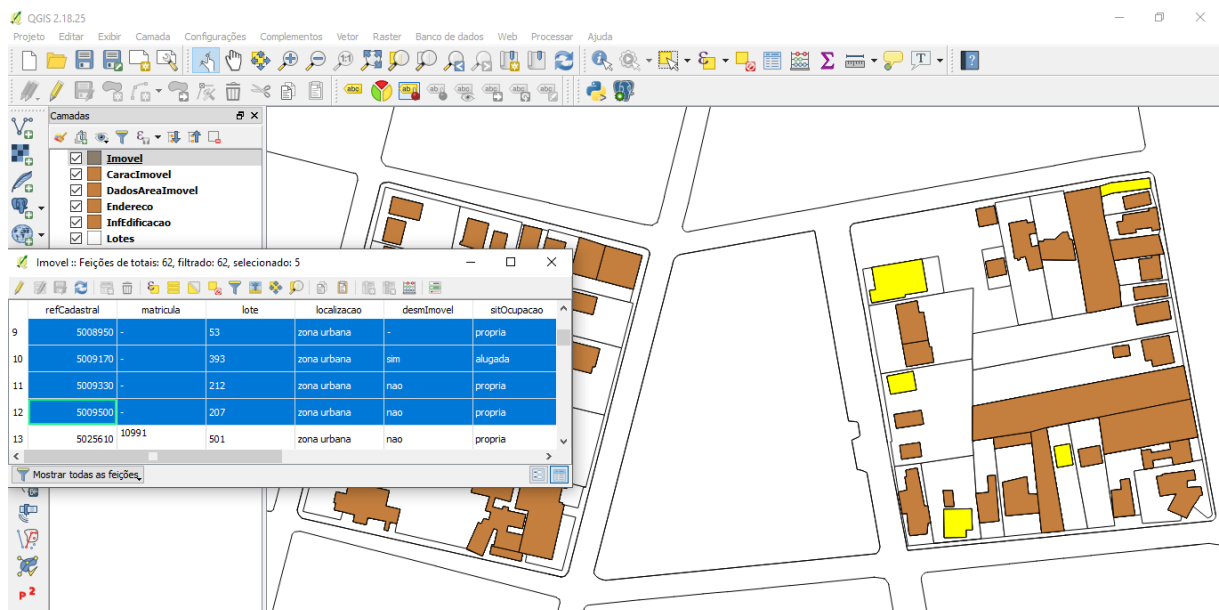 QGIS 2.18.25
Projeto Editar Exibir Camada Configurações Complementos Vetor Raster Banco de dados Web Processar Ajuda
Camadas
Imovel
CaracImovel
DadosAreaImovel
Endereco
InfEdificacao
Lotes
Imovel :: Feições de totais: 62, filtrado: 62, selecionado: 5
refCadastral matricula lote localizacao desmImovel sitOcupacao
9 5008950 - 53 zona urbana - propria
10 5009170 - 393 zona urbana sim alugada
11 5009330 - 212 zona urbana nao propria
12 5009500 - 207 zona urbana nao propria
13 5025610 10991 501 zona urbana nao propria
Mostrar todas as feições
P2